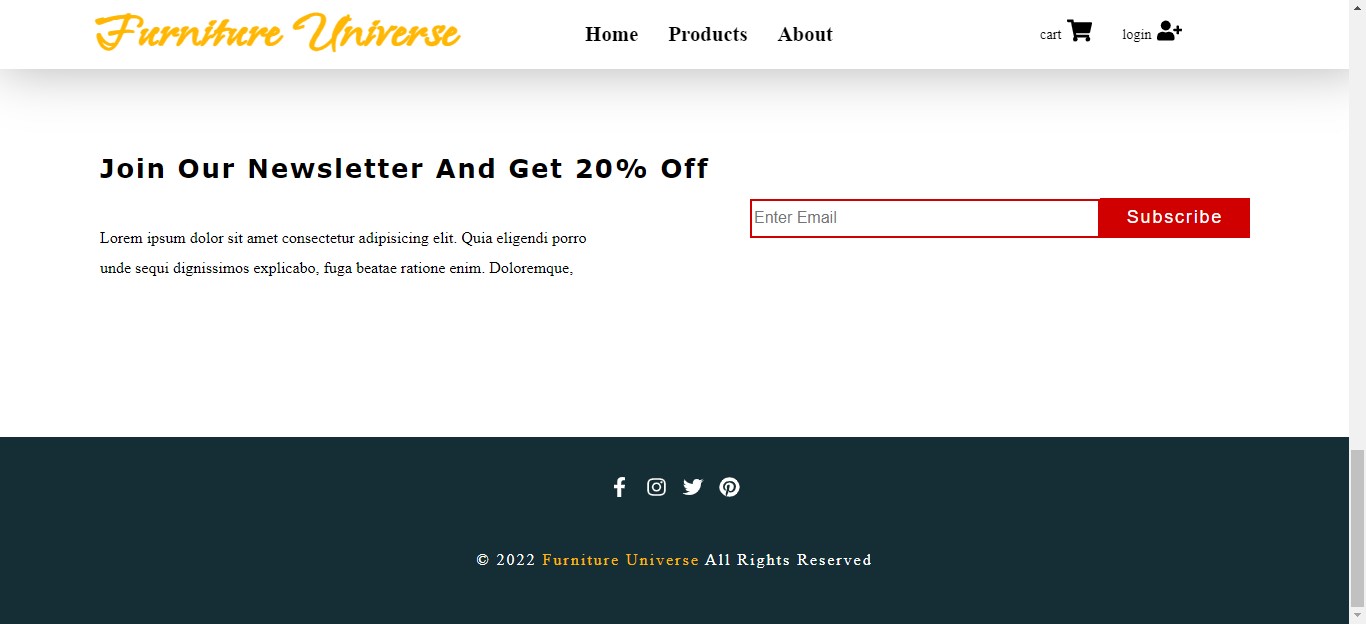 Furniture Universe
Home Products About
cart login
Join Our Newsletter And Get 20% Off
Enter Email Subscribe
Lorem ipsum dolor sit amet consectetur adipisicing elit. Quia eligendi porro
unde sequi dignissimos explicabo, fuga beatae ratione enim. Doloremque,
© 2022 Furniture Universe All Rights Reserved